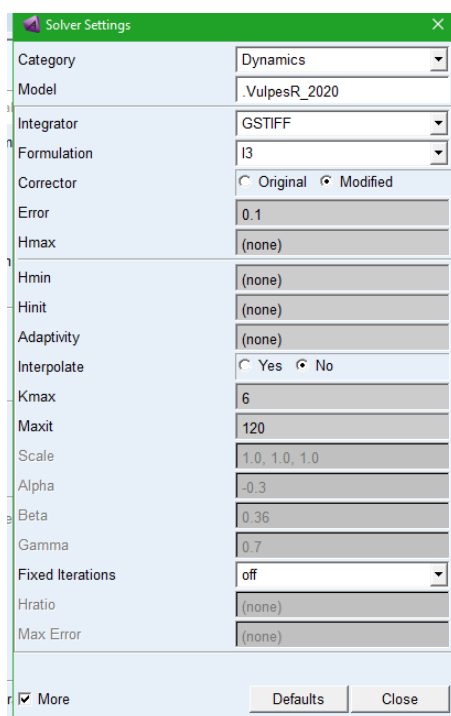 Solver Settings
Category Dynamics
Model .VulpesR_2020
Integrator GSTIFF
Formulation I3
Corrector Original Modified
Error 0.1
Hmax (none)
Hmin (none)
Hinit (none)
Adaptivity (none)
Interpolate Yes No
Kmax 6
Maxit 120
Scale 1.0, 1.0, 1.0
Alpha -0.3
Beta 0.36
Gamma 0.7
Fixed Iterations off
Hratio (none)
Max Error (none)
More Defaults Close